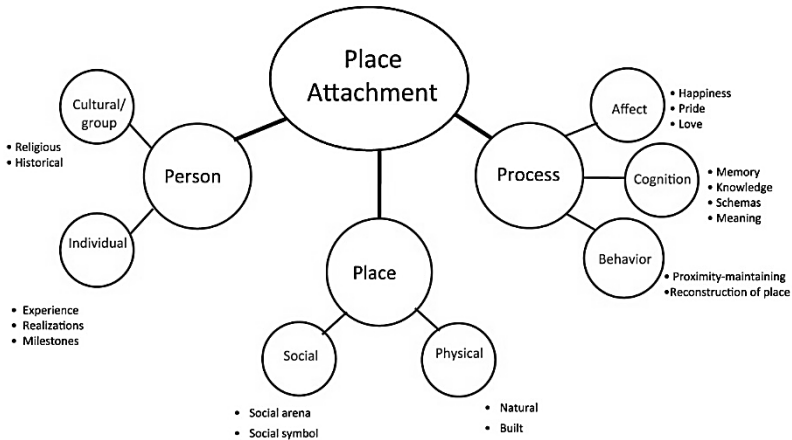 Place
Attachment
Cultural/
group
• Religious
• Historical
Person
Individual
• Experience
• Realizations
• Milestones
Place
Social
• Social arena
• Social symbol
Physical
• Natural
• Built
Process
Affect
• Happiness
• Pride
• Love
Cognition
• Memory
• Knowledge
• Schemas
• Meaning
Behavior
• Proximity-maintaining
•Reconstruction of place